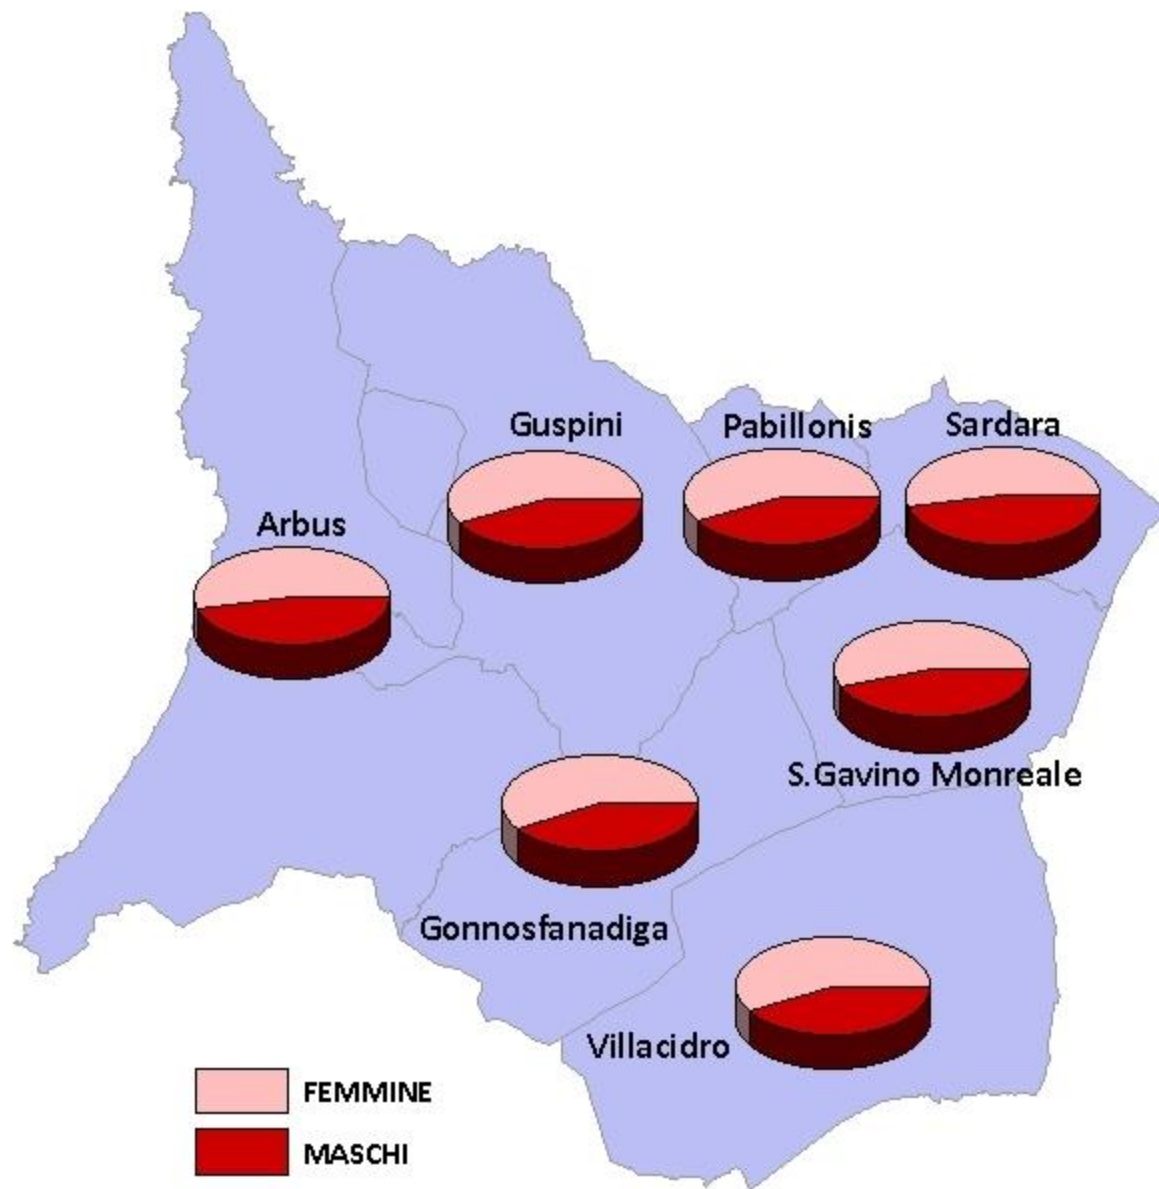 Guspini
Pabillonis
Sardara
Arbus
S.Gavino Monreale
Gonnosfanadiga
Villacidro
FEMMINE
MASCHI